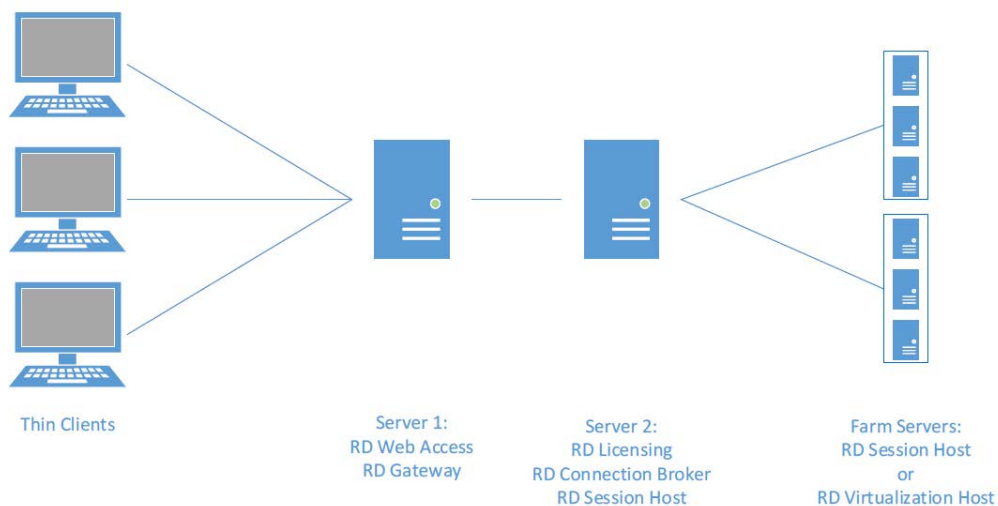 Thin Clients
Server 1:
RD Web Access
RD Gateway
Server 2:
RD Licensing
RD Connection Broker
RD Session Host
Farm Servers:
RD Session Host
or
RD Virtualization Host